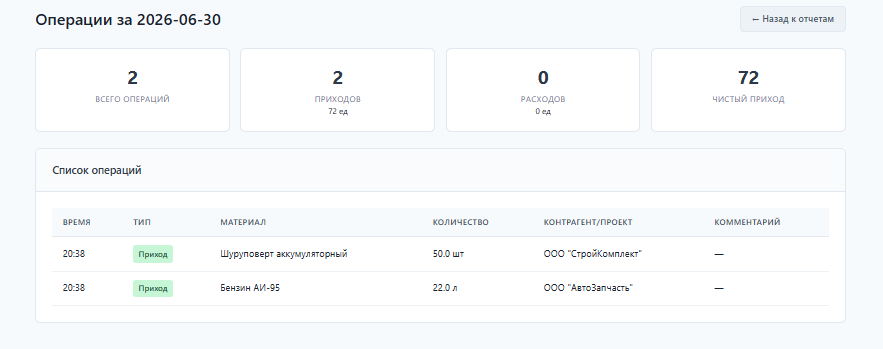 Операции за 2026-06-30
← Назад к отчетам
2
ВСЕГО ОПЕРАЦИЙ
2
ПРИХОДОВ
72 ед
0
РАСХОДОВ
0 ед
72
ЧИСТЫЙ ПРИХОД
Список операций
ВРЕМЯ ТИП МАТЕРИАЛ КОЛИЧЕСТВО КОНТРАГЕНТ/ПРОЕКТ КОММЕНТАРИЙ
20:38 Приход Шуруповерт аккумуляторный 50.0 шт ООО "СтройКомплект" —
20:38 Приход Бензин АИ-95 22.0 л ООО "АвтоЗапчасть" —